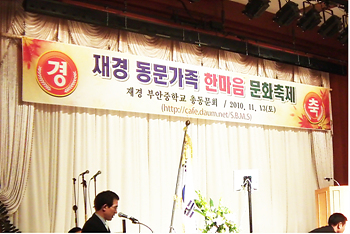 경 재경 동문가족 한마음 문화축제 축
재경 부안중학교 총동문회 / 2010. 11. 13(토)
(http://cafe.daum.net/S.B.M.S)